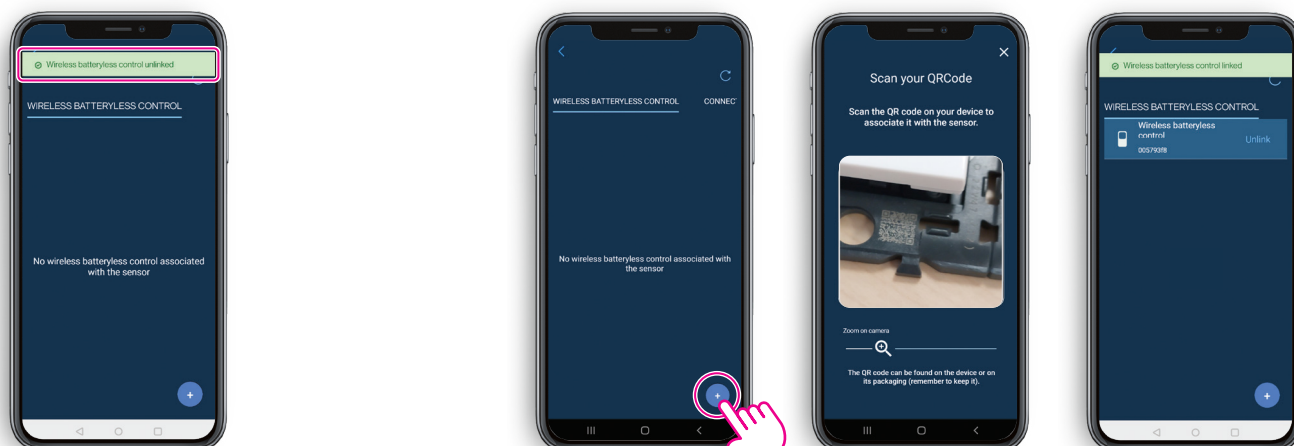 Wireless batteryless control unlinked
WIRELESS BATTERYLESS CONTROL
No wireless batteryless control associated
with the sensor
+
WIRELESS BATTERYLESS CONTROL CONNECT
No wireless batteryless control associated with
the sensor
+
Scan your QRCode
Scan the QR code on your device to
associate it with the sensor.
Zoom on camera
The QR code can be found on the device or on
its packaging (remember to keep it).
Wireless batteryless control linked
WIRELESS BATTERYLESS CONTROL
Wireless batteryless
control
005793f8
Unlink
+